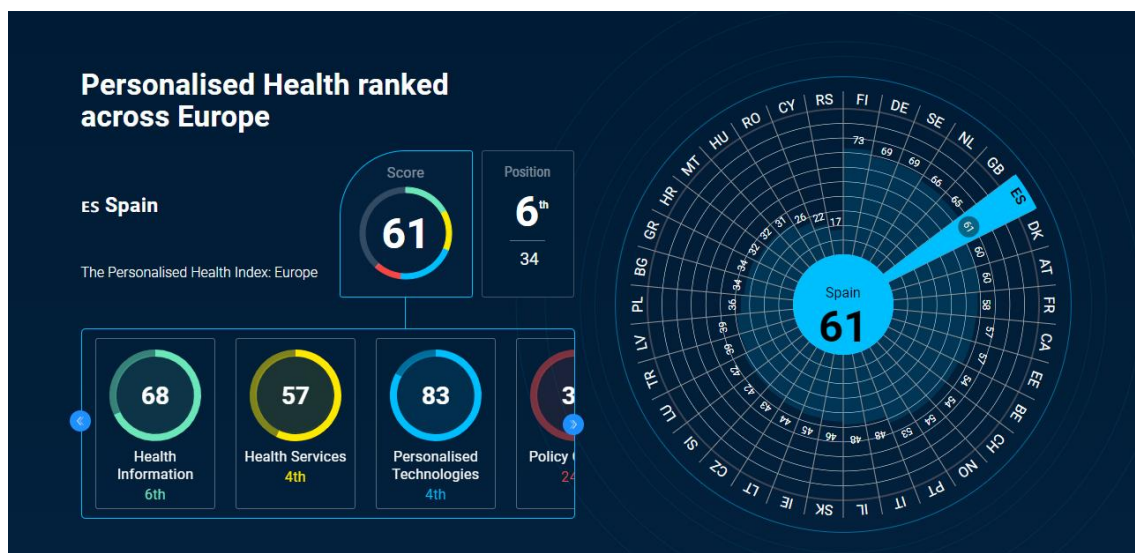 Personalised Health ranked
across Europe
ES Spain
The Personalised Health Index: Europe
Score
61
Position
6th
34
68
Health
Information
6th
57
Health Services
4th
83
Personalised
Technologies
4th
Policy
FI
DE
SE
NL
GB
ES
DK
AT
FR
CA
EE
BE
CH
NO
PT
IT
IL
SK
IE
LT
CZ
SI
LU
TR
LV
PL
BG
GR
HR
MT
HU
RO
CY
RS
73
69
69
66
65
61
60
60
58
57
57
54
54
54
53
48
48
46
45
44
43
42
42
39
39
36
34
34
32
32
31
26
22
17
Spain
61